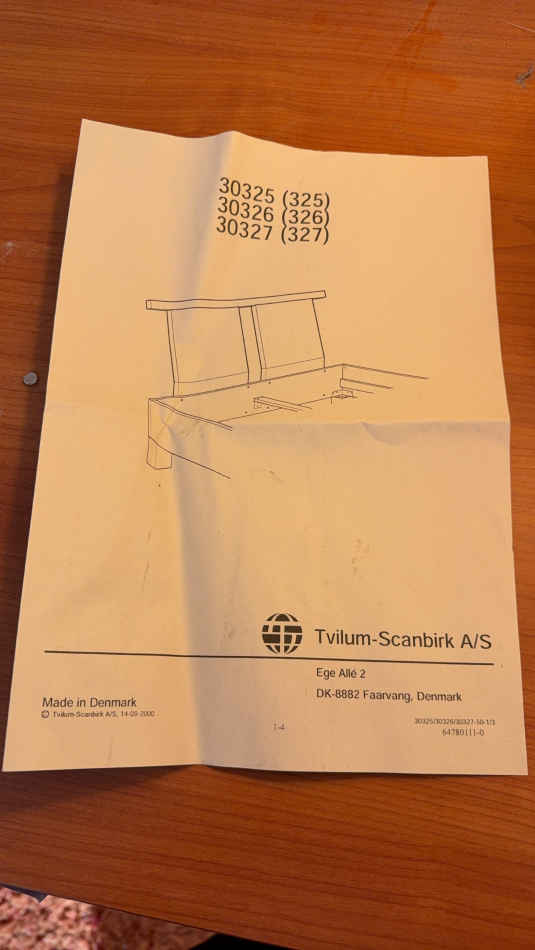 30325 (325)
30326 (326)
30327 (327)
Tvilum-Scanbirk A/S
Ege Allé 2
DK-8882 Faarvang, Denmark
Made in Denmark
© Tvilum-Scanbirk A/S, 14-09-2000
1-4
30325/30326/30327-50-1/3
64780111-0